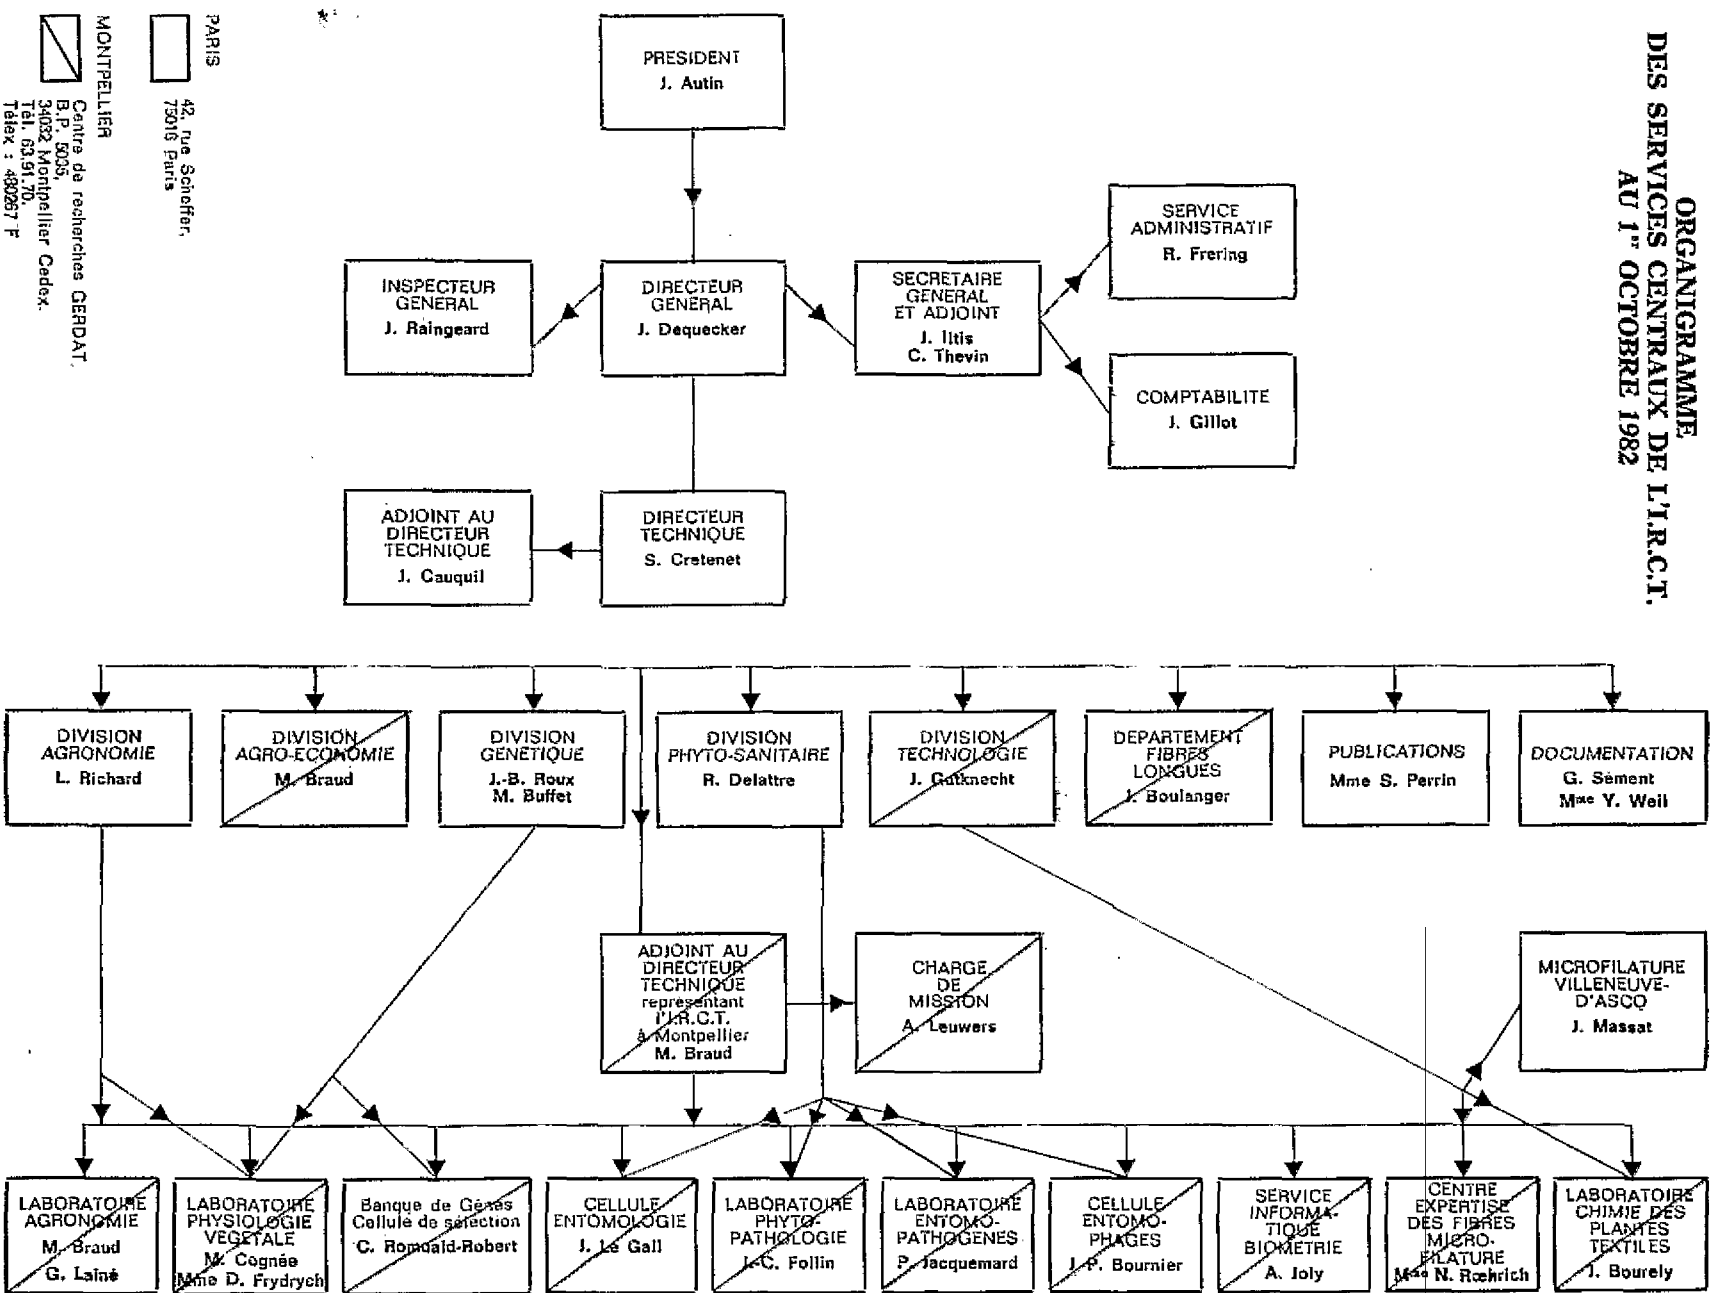 ORGANIGRAMME
DES SERVICES CENTRAUX DE L'I.R.C.T.
AU 1er OCTOBRE 1982
PARIS
42, rue Scheffer,
75016 Paris
MONTPELLIER
Centre de recherches GERDAT,
B.P. 5035,
34032 Montpellier Cedex.
Tél. 63.91.70.
Télex : 480267 F
PRESIDENT
J. Autin
INSPECTEUR
GENERAL
J. Raingeard
DIRECTEUR
GENERAL
J. Dequecker
SECRETAIRE
GENERAL
ET ADJOINT
J. Iltis
C. Thevin
SERVICE
ADMINISTRATIF
R. Frering
COMPTABILITE
J. Gillot
ADJOINT AU
DIRECTEUR
TECHNIQUE
J. Cauquil
DIRECTEUR
TECHNIQUE
S. Cretenet
DIVISION
AGRONOMIE
L. Richard
DIVISION
AGRO-ECONOMIE
M. Braud
DIVISION
GENETIQUE
J.-B. Roux
M. Buffet
DIVISION
PHYTO-SANITAIRE
R. Delattre
DIVISION
TECHNOLOGIE
J. Gutknecht
DEPARTEMENT
FIBRES
LONGUES
J. Boulanger
PUBLICATIONS
Mme S. Perrin
DOCUMENTATION
G. Sément
Mme Y. Weil
ADJOINT AU
DIRECTEUR
TECHNIQUE
représentant
l'I.R.C.T.
à Montpellier
M. Braud
CHARGE
DE
MISSION
A. Leuwers
MICROFILATURE
VILLENEUVE-
D'ASCQ
J. Massat
LABORATOIRE
AGRONOMIE
M. Braud
G. Lainé
LABORATOIRE
PHYSIOLOGIE
VEGETALE
M. Cognée
Mme D. Frydrych
Banque de Gènes
Cellule de sélection
C. Romuald-Robert
CELLULE
ENTOMOLOGIE
J. Le Gall
LABORATOIRE
PHYTO-
PATHOLOGIE
J.-C. Follin
LABORATOIRE
ENTOMO-
PATHOGENES
P. Jacquemard
CELLULE
ENTOMO-
PHAGES
J.P. Bournier
SERVICE
INFORMA-
TIQUE
BIOMETRIE
A. Joly
CENTRE
EXPERTISE
DES FIBRES
MICRO-
FILATURE
Mme N. Rœhrich
LABORATOIRE
CHIMIE DES
PLANTES
TEXTILES
J. Bourely